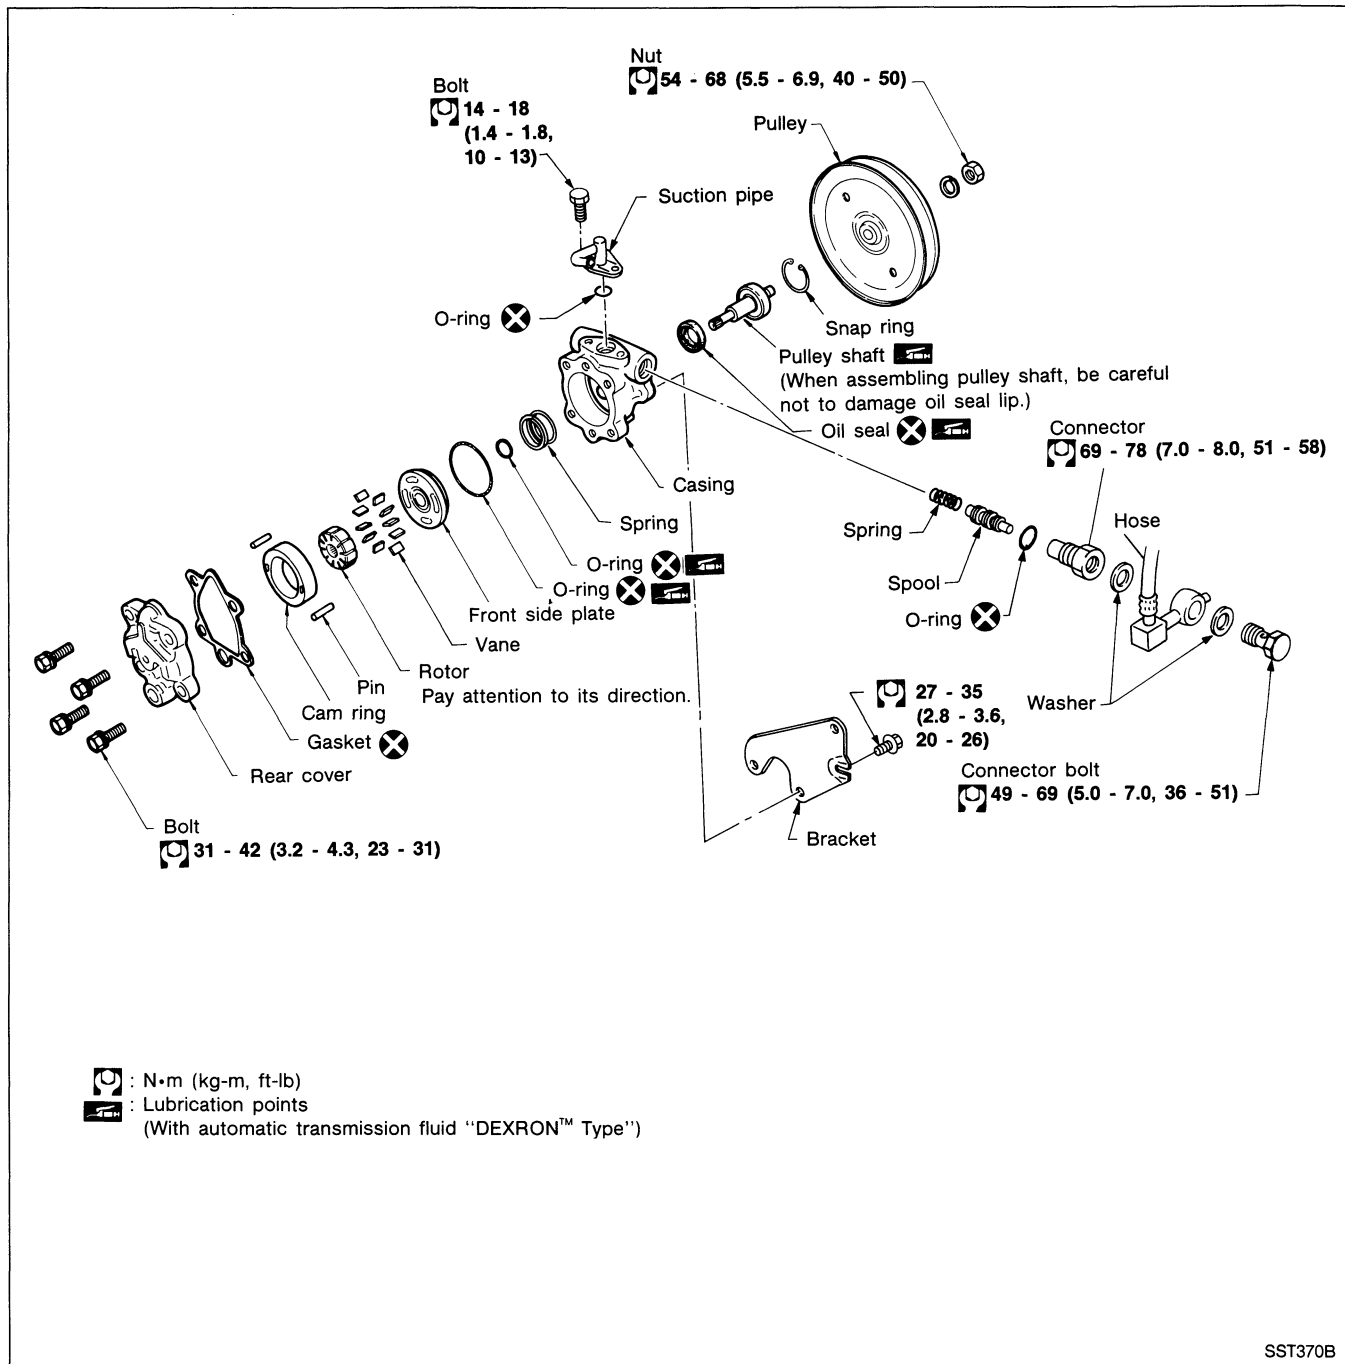 Nut
54 - 68 (5.5 - 6.9, 40 - 50)
Bolt
14 - 18
(1.4 - 1.8,
10 - 13)
Pulley
Suction pipe
O-ring
Snap ring
Pulley shaft
(When assembling pulley shaft, be careful
not to damage oil seal lip.)
Oil seal
Connector
69 - 78 (7.0 - 8.0, 51 - 58)
Casing
Spring
Hose
Spring
Spool
O-ring
O-ring
O-ring
Front side plate
Vane
Rotor
Pay attention to its direction.
Pin
Cam ring
Gasket
Rear cover
27 - 35
(2.8 - 3.6,
20 - 26)
Washer
Connector bolt
49 - 69 (5.0 - 7.0, 36 - 51)
Bracket
Bolt
31 - 42 (3.2 - 4.3, 23 - 31)
: N•m (kg-m, ft-lb)
: Lubrication points
(With automatic transmission fluid “DEXRON™ Type”)
SST370B